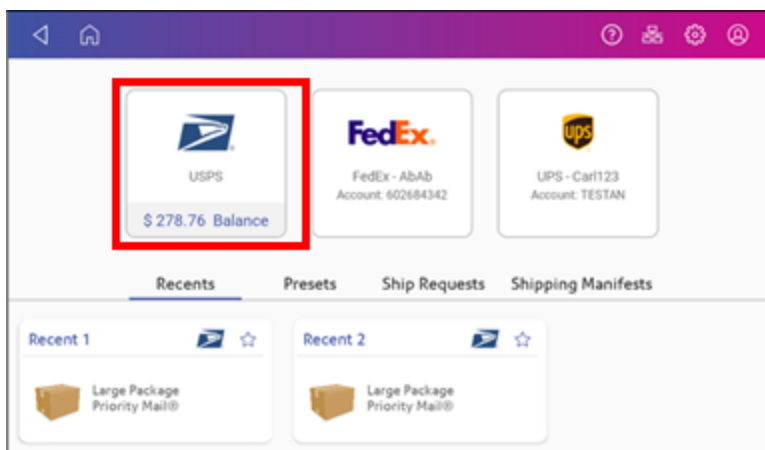 FedEx.
ups
USPS
$ 278.76 Balance
FedEx - AbAb
Account: 602684342
UPS - Carl123
Account: TESTAN
Recents
Presets
Ship Requests
Shipping Manifests
Recent 1
Large Package
Priority Mail®
Recent 2
Large Package
Priority Mail®